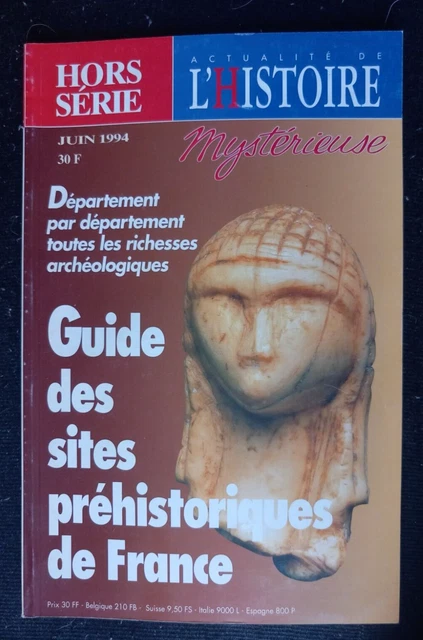 HORS
SÉRIE
ACTUALITÉ DE
L'HISTOIRE
Mystérieuse
JUIN 1994
30 F
Département
par département
toutes les richesses
archéologiques
Guide
des
sites
préhistoriques
de France
Prix 30 FF - Belgique 210 FB - Suisse 9,50 FS - Italie 9000 L - Espagne 800 P